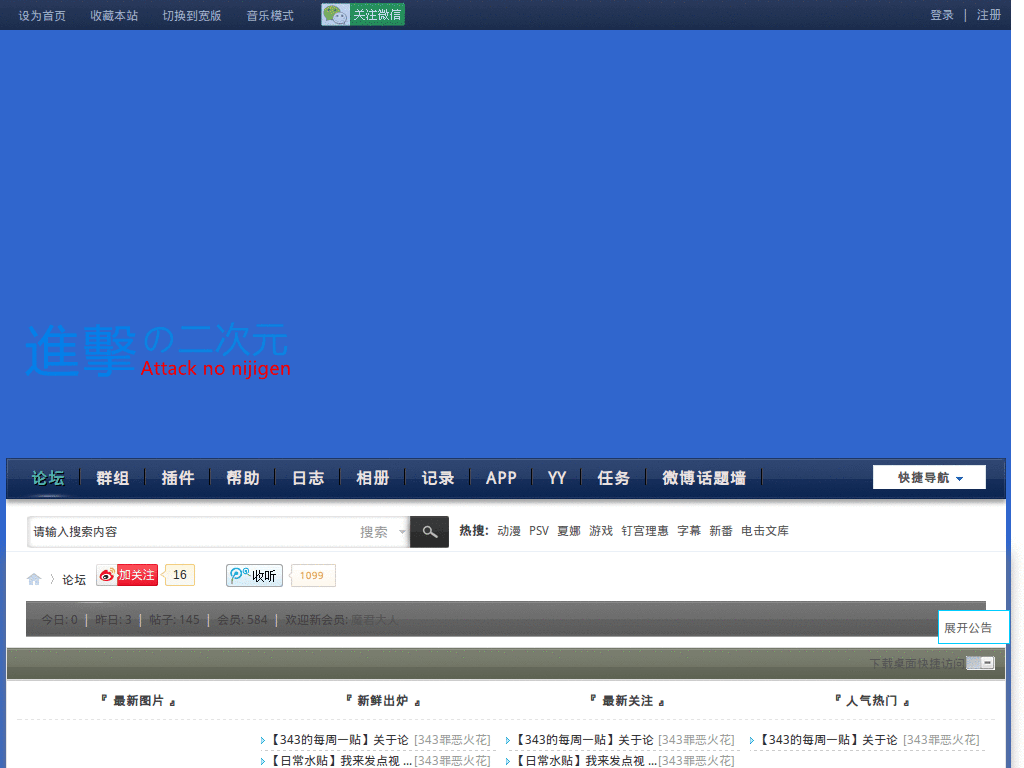 设为首页 收藏本站 切换到宽版 音乐模式 关注微信 登录 | 注册
進擊の二次元
Attack no nijigen
论坛 群组 插件 帮助 日志 相册 记录 APP YY 任务 微博话题墙 快捷导航
请输入搜索内容 搜索 热搜: 动漫 PSV 夏娜 游戏 钉宫理惠 字幕 新番 电击文库
论坛 加关注 16 收听 1099
今日: 0 | 昨日: 3 | 帖子: 145 | 会员: 584 | 欢迎新会员: 魔君大人
展开公告
下载桌面快捷访问
『 最新图片 』 『 新鲜出炉 』 『 最新关注 』 『 人气热门 』
【343的每周一贴】关于论 [343罪恶火花] 【343的每周一贴】关于论 [343罪恶火花] 【343的每周一贴】关于论 [343罪恶火花]
【日常水贴】我来发点视 ... [343罪恶火花] 【日常水贴】我来发点视 ... [343罪恶火花]